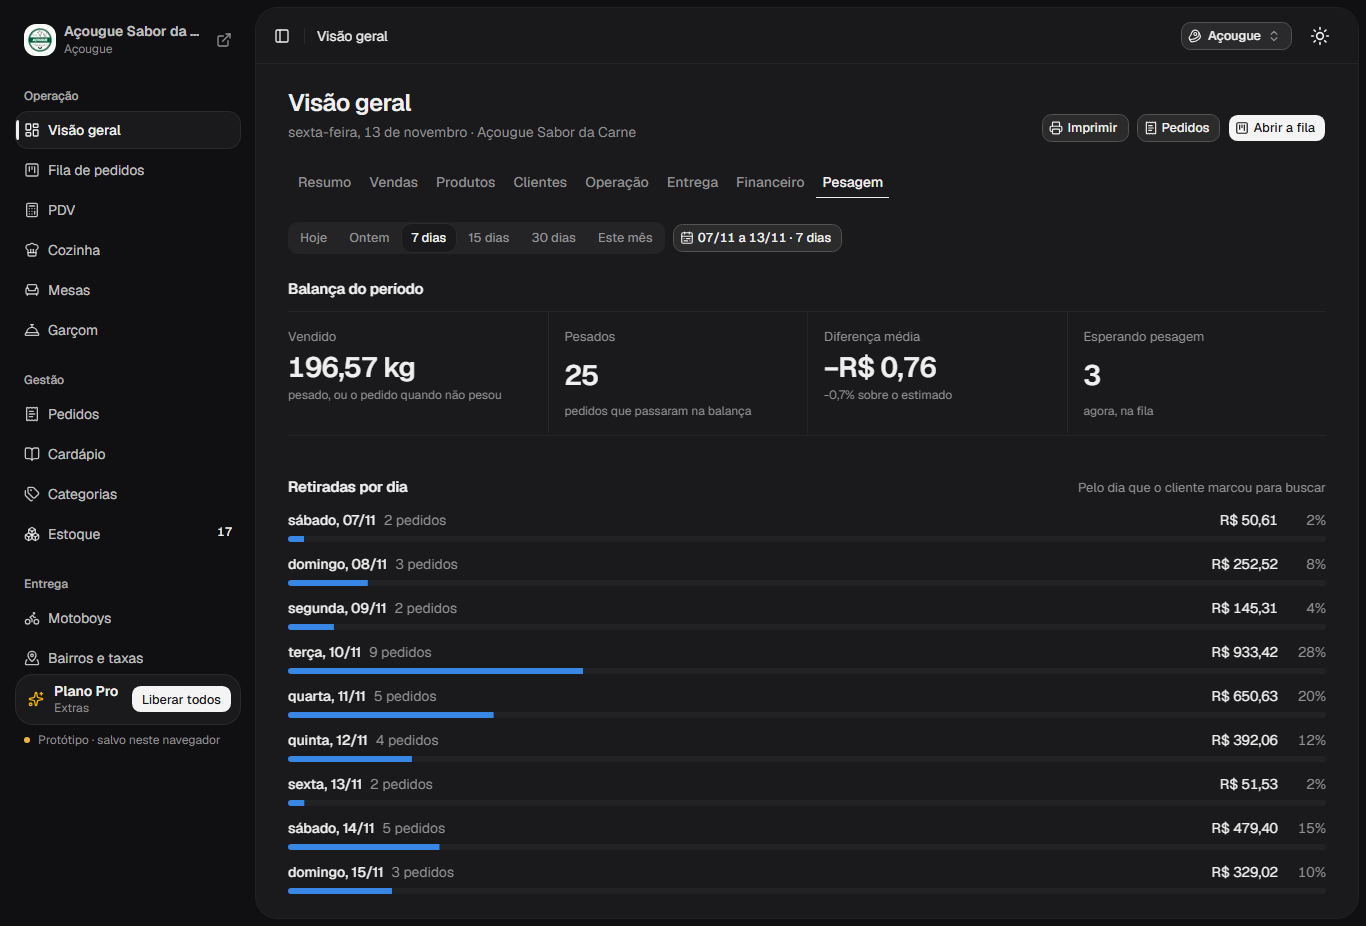 Açougue Sabor da ...
Açougue
Operação
Visão geral
Fila de pedidos
PDV
Cozinha
Mesas
Garçom
Gestão
Pedidos
Cardápio
Categorias
Estoque 17
Entrega
Motoboys
Bairros e taxas
Plano Pro
Extras
Liberar todos
Protótipo · salvo neste navegador
Visão geral
Açougue
Visão geral
sexta-feira, 13 de novembro · Açougue Sabor da Carne
Imprimir Pedidos Abrir a fila
Resumo Vendas Produtos Clientes Operação Entrega Financeiro Pesagem
Hoje Ontem 7 dias 15 dias 30 dias Este mês 07/11 a 13/11 · 7 dias
Balança do período
Vendido
196,57 kg
pesado, ou o pedido quando não pesou
Pesados
25
pedidos que passaram na balança
Diferença média
−R$ 0,76
-0,7% sobre o estimado
Esperando pesagem
3
agora, na fila
Retiradas por dia Pelo dia que o cliente marcou para buscar
sábado, 07/11 2 pedidos R$ 50,61 2%
domingo, 08/11 3 pedidos R$ 252,52 8%
segunda, 09/11 2 pedidos R$ 145,31 4%
terça, 10/11 9 pedidos R$ 933,42 28%
quarta, 11/11 5 pedidos R$ 650,63 20%
quinta, 12/11 4 pedidos R$ 392,06 12%
sexta, 13/11 2 pedidos R$ 51,53 2%
sábado, 14/11 5 pedidos R$ 479,40 15%
domingo, 15/11 3 pedidos R$ 329,02 10%